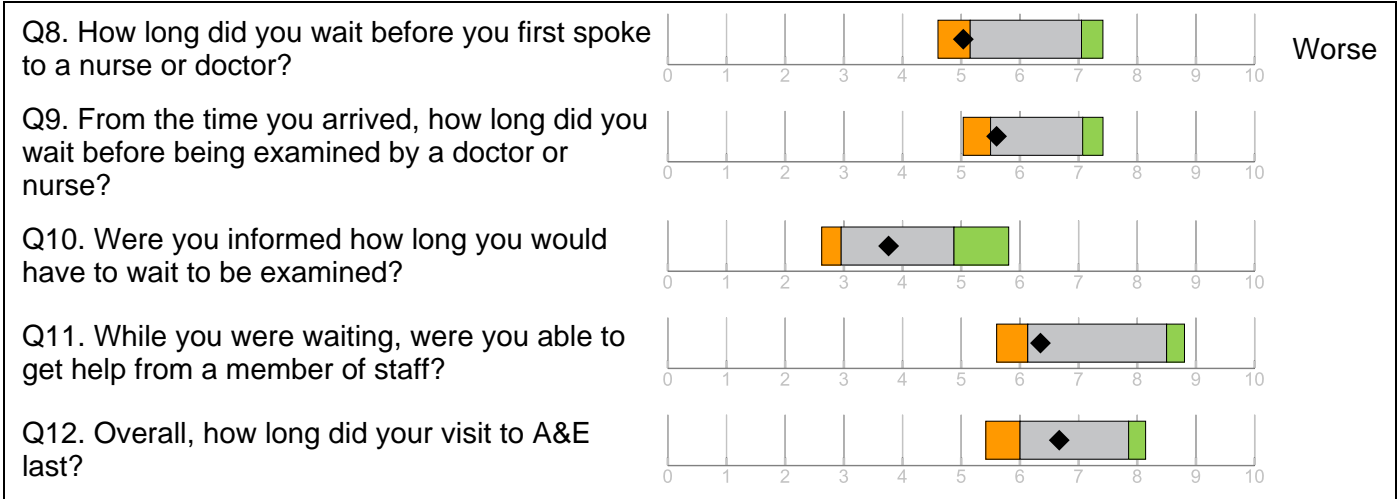 Q8. How long did you wait before you first spoke
to a nurse or doctor?
Worse
0 1 2 3 4 5 6 7 8 9 10
Q9. From the time you arrived, how long did you
wait before being examined by a doctor or
nurse?
0 1 2 3 4 5 6 7 8 9 10
Q10. Were you informed how long you would
have to wait to be examined?
0 1 2 3 4 5 6 7 8 9 10
Q11. While you were waiting, were you able to
get help from a member of staff?
0 1 2 3 4 5 6 7 8 9 10
Q12. Overall, how long did your visit to A&E
last?
0 1 2 3 4 5 6 7 8 9 10